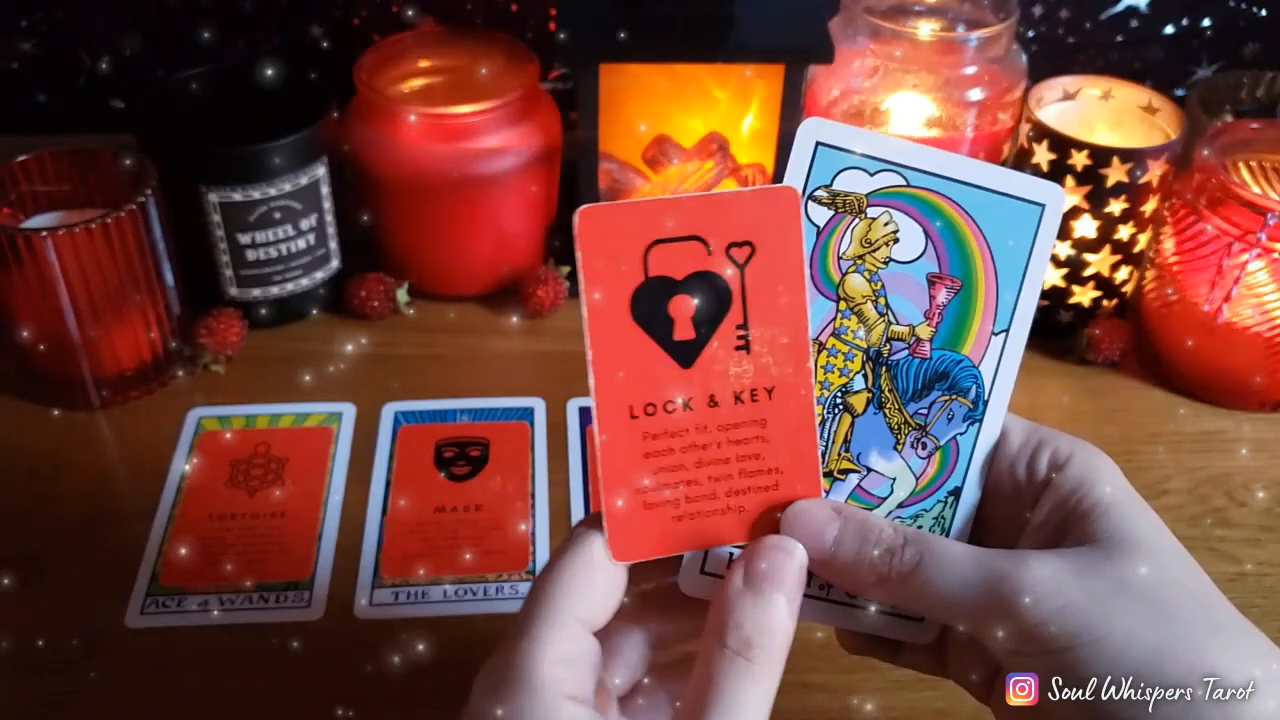 WHEEL OF
DESTINY
LOCK & KEY
Perfect fit, opening
each other's hearts,
union, divine love,
soulmates, twin flames,
loving bond, destined
relationship.
TORTOISE
MASK
ACE of WANDS.
THE LOVERS.
of
Soul Whispers Tarot